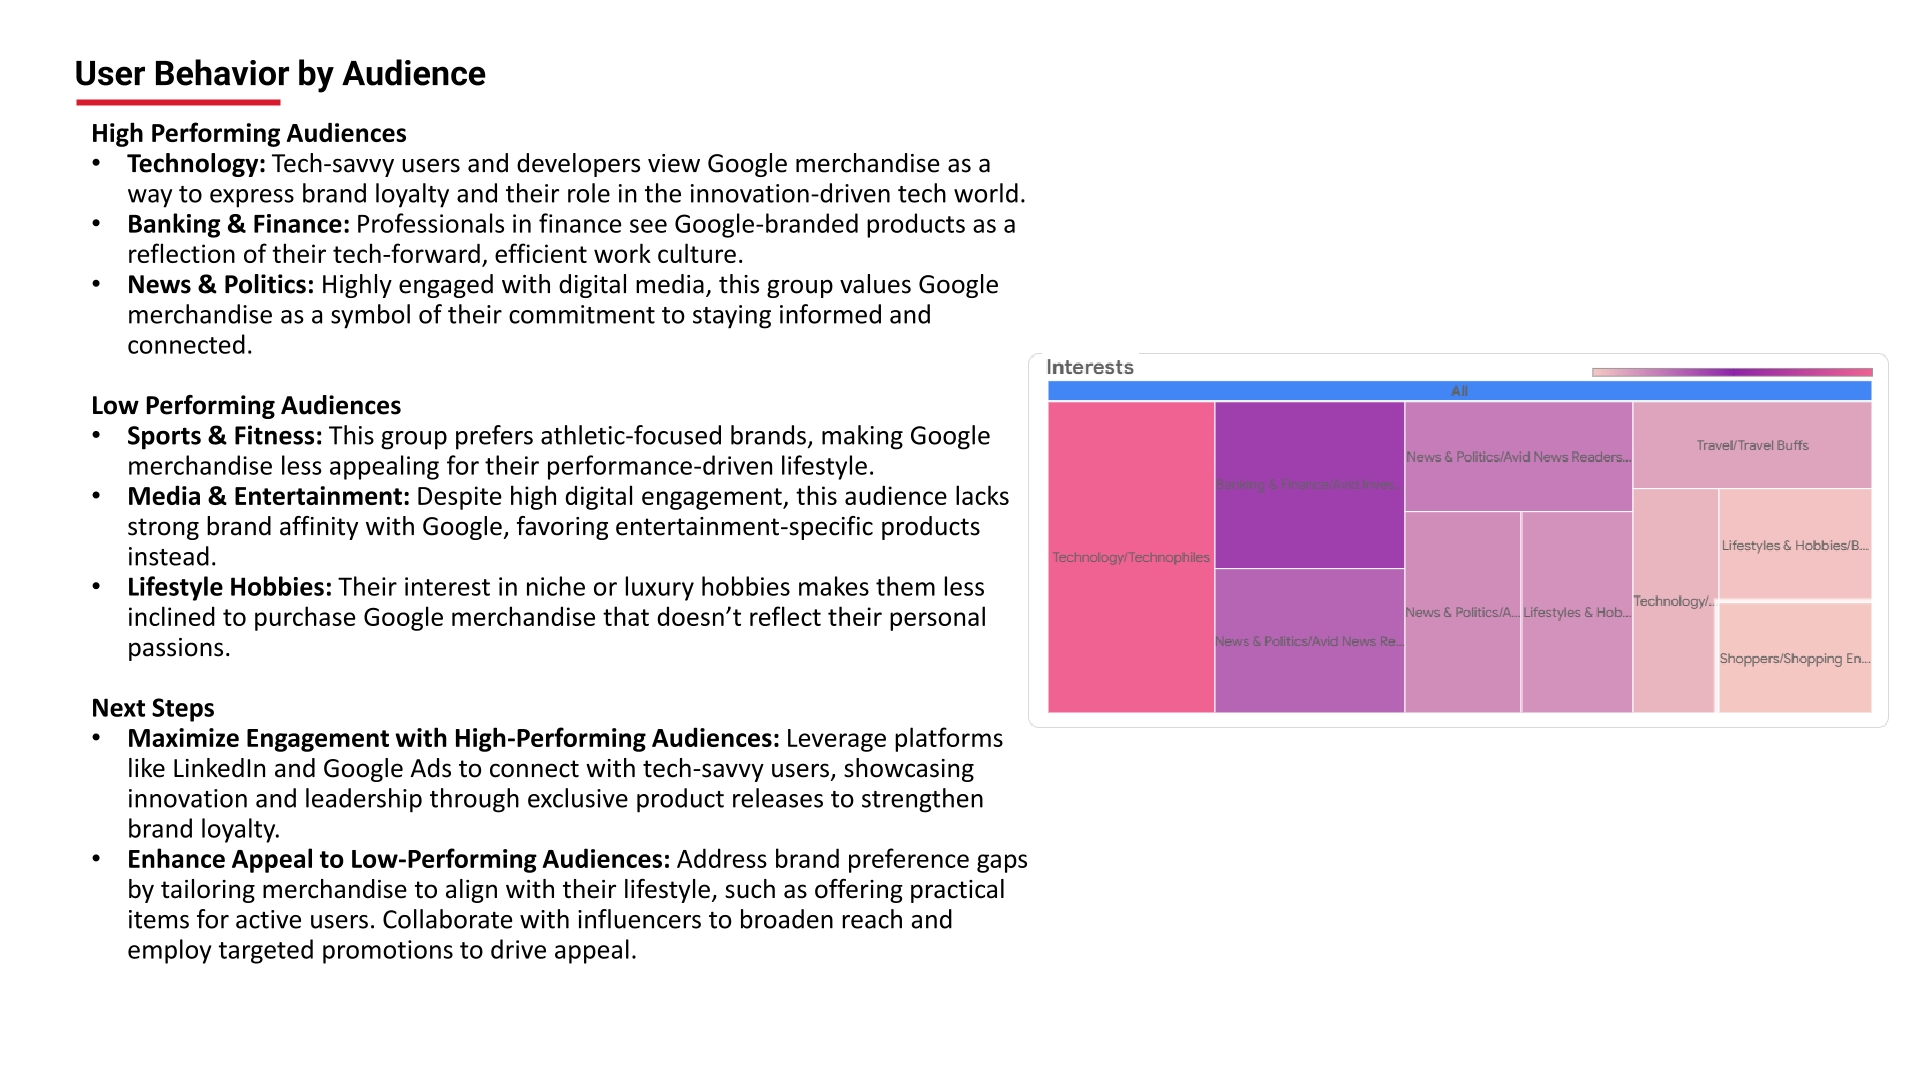 User Behavior by Audience
High Performing Audiences
• Technology: Tech-savvy users and developers view Google merchandise as a
way to express brand loyalty and their role in the innovation-driven tech world.
• Banking & Finance: Professionals in finance see Google-branded products as a
reflection of their tech-forward, efficient work culture.
• News & Politics: Highly engaged with digital media, this group values Google
merchandise as a symbol of their commitment to staying informed and
connected.
Low Performing Audiences
• Sports & Fitness: This group prefers athletic-focused brands, making Google
merchandise less appealing for their performance-driven lifestyle.
• Media & Entertainment: Despite high digital engagement, this audience lacks
strong brand affinity with Google, favoring entertainment-specific products
instead.
• Lifestyle Hobbies: Their interest in niche or luxury hobbies makes them less
inclined to purchase Google merchandise that doesn’t reflect their personal
passions.
Next Steps
• Maximize Engagement with High-Performing Audiences: Leverage platforms
like LinkedIn and Google Ads to connect with tech-savvy users, showcasing
innovation and leadership through exclusive product releases to strengthen
brand loyalty.
• Enhance Appeal to Low-Performing Audiences: Address brand preference gaps
by tailoring merchandise to align with their lifestyle, such as offering practical
items for active users. Collaborate with influencers to broaden reach and
employ targeted promotions to drive appeal.
Interests
All
Technology/Technophiles
Banking & Finance/Avid Inves...
News & Politics/Avid News Re...
News & Politics/Avid News Readers...
News & Politics/A...
Lifestyles & Hob...
Travel/Travel Buffs
Technology/...
Lifestyles & Hobbies/B...
Shoppers/Shopping En...